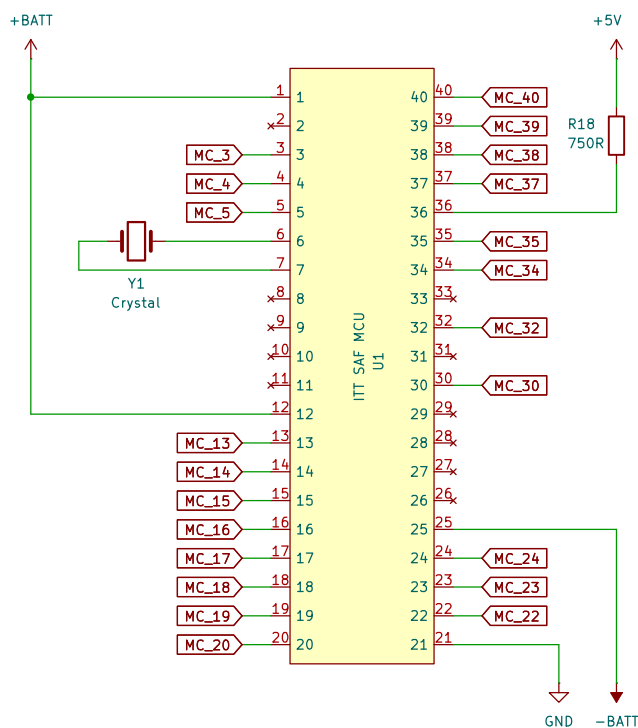 +BATT
+5V
1 1 40 40 MC_40
2 2 39 39 MC_39
R18
750R
MC_3 3 3 38 38 MC_38
MC_4 4 4 37 37 MC_37
MC_5 5 5 36 36
6 6 35 35 MC_35
7 7 34 34 MC_34
Y1
Crystal
8 8 33 33
9 9 32 32 MC_32
10 10 31 31
ITT SAF MCU
U1
11 11 30 30 MC_30
12 12 29 29
MC_13 13 13 28 28
MC_14 14 14 27 27
MC_15 15 15 26 26
MC_16 16 16 25 25
MC_17 17 17 24 24 MC_24
MC_18 18 18 23 23 MC_23
MC_19 19 19 22 22 MC_22
MC_20 20 20 21 21
GND
-BATT